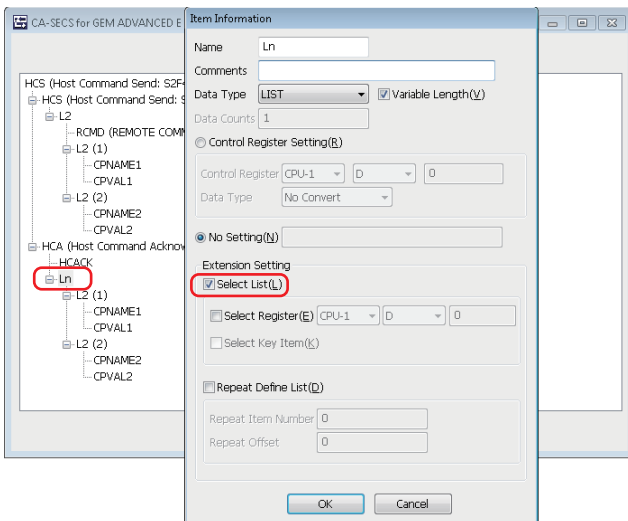 CA-SECS for GEM ADVANCED E
HCS (Host Command Send: S2F4
HCS (Host Command Send: S
L2
RCMD (REMOTE COMM
L2 (1)
CPNAME1
CPVAL1
L2 (2)
CPNAME2
CPVAL2
HCA (Host Command Acknow
HCACK
Ln
L2 (1)
CPNAME1
CPVAL1
L2 (2)
CPNAME2
CPVAL2
Item Information
Name Ln
Comments
Data Type LIST Variable Length(V)
Data Counts 1
Control Register Setting(R)
Control Register CPU-1 D 0
Data Type No Convert
No Setting(N)
Extension Setting
Select List(L)
Select Register(E) CPU-1 D 0
Select Key Item(K)
Repeat Define List(D)
Repeat Item Number 0
Repeat Offset 0
OK Cancel